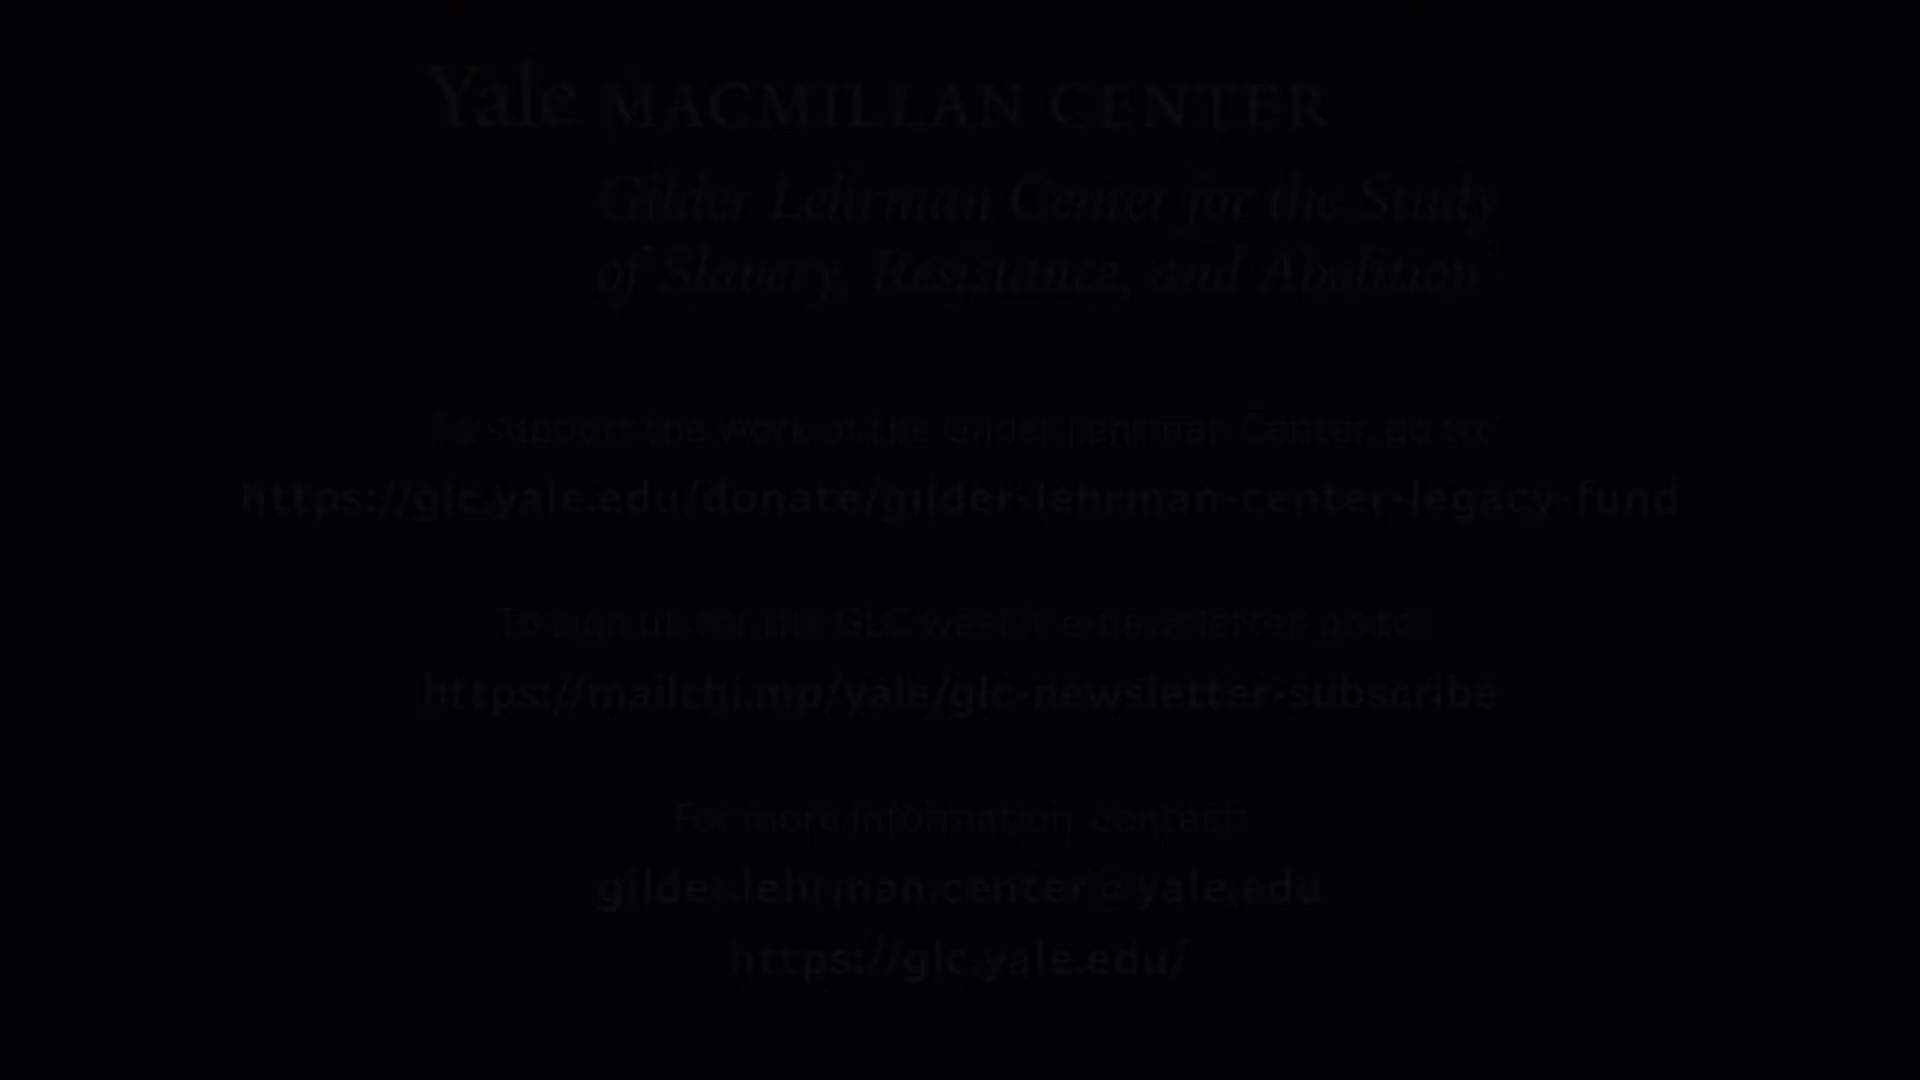 Yale MACMILLAN CENTER
Gilder Lehrman Center for the Study
of Slavery, Resistance, and Abolition
To support the work of the Gilder Lehrman Center, go to:
https://glc.yale.edu/donate/gilder-lehrman-center-legacy-fund
To sign up for the GLC weekly e-newsletter, go to:
https://mailchi.mp/yale/glc-newsletter-subscribe
For more information, contact:
gilder.lehrman.center@yale.edu
https://glc.yale.edu/